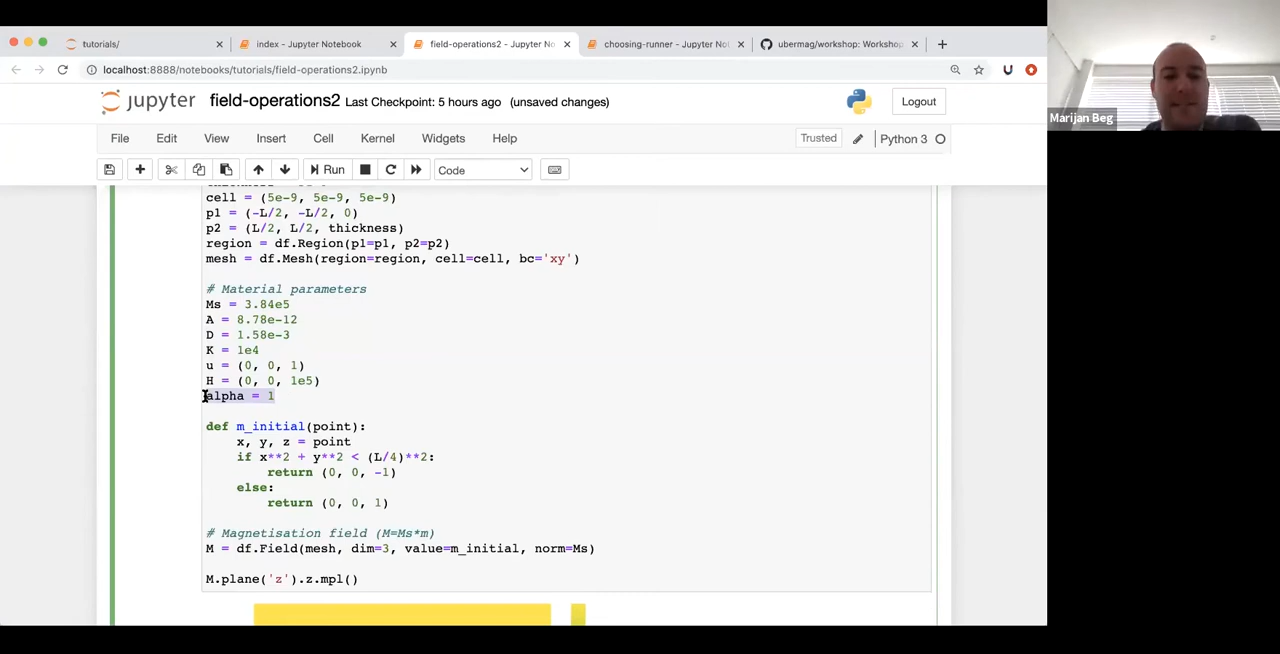 tutorials/
index - Jupyter Notebook
field-operations2 - Jupyter No
choosing-runner - Jupyter Not
ubermag/workshop: Workshop
localhost:8888/notebooks/tutorials/field-operations2.ipynb
jupyter field-operations2 Last Checkpoint: 5 hours ago (unsaved changes)
Logout
File Edit View Insert Cell Kernel Widgets Help
Trusted
Python 3
Run
Code
cell = (5e-9, 5e-9, 5e-9)
p1 = (-L/2, -L/2, 0)
p2 = (L/2, L/2, thickness)
region = df.Region(p1=p1, p2=p2)
mesh = df.Mesh(region=region, cell=cell, bc='xy')
# Material parameters
Ms = 3.84e5
A = 8.78e-12
D = 1.58e-3
K = 1e4
u = (0, 0, 1)
H = (0, 0, 1e5)
alpha = 1
def m_initial(point):
x, y, z = point
if x**2 + y**2 < (L/4)**2:
return (0, 0, -1)
else:
return (0, 0, 1)
# Magnetisation field (M=Ms*m)
M = df.Field(mesh, dim=3, value=m_initial, norm=Ms)
M.plane('z').z.mpl()
Marijan Beg